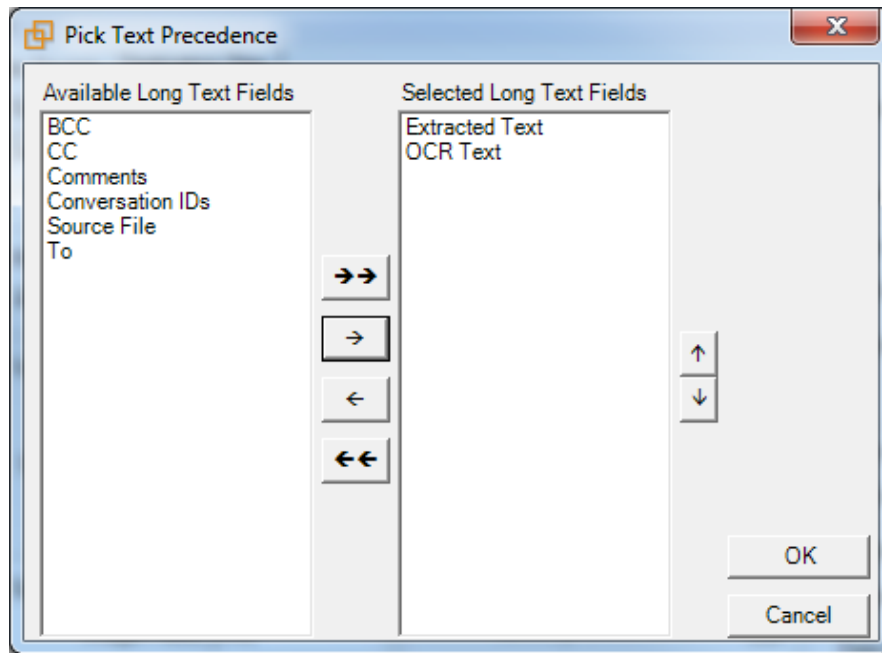 Pick Text Precedence
Available Long Text Fields
BCC
CC
Comments
Conversation IDs
Source File
To
Selected Long Text Fields
Extracted Text
OCR Text
OK
Cancel